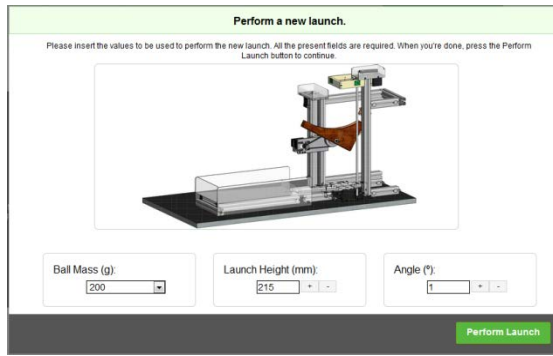 Perform a new launch.
Please insert the values to be used to perform the new launch. All the present fields are required. When you're done, press the Perform
Launch button to continue.
Ball Mass (g):
200
Launch Height (mm):
215 + -
Angle (º):
1 + -
Perform Launch